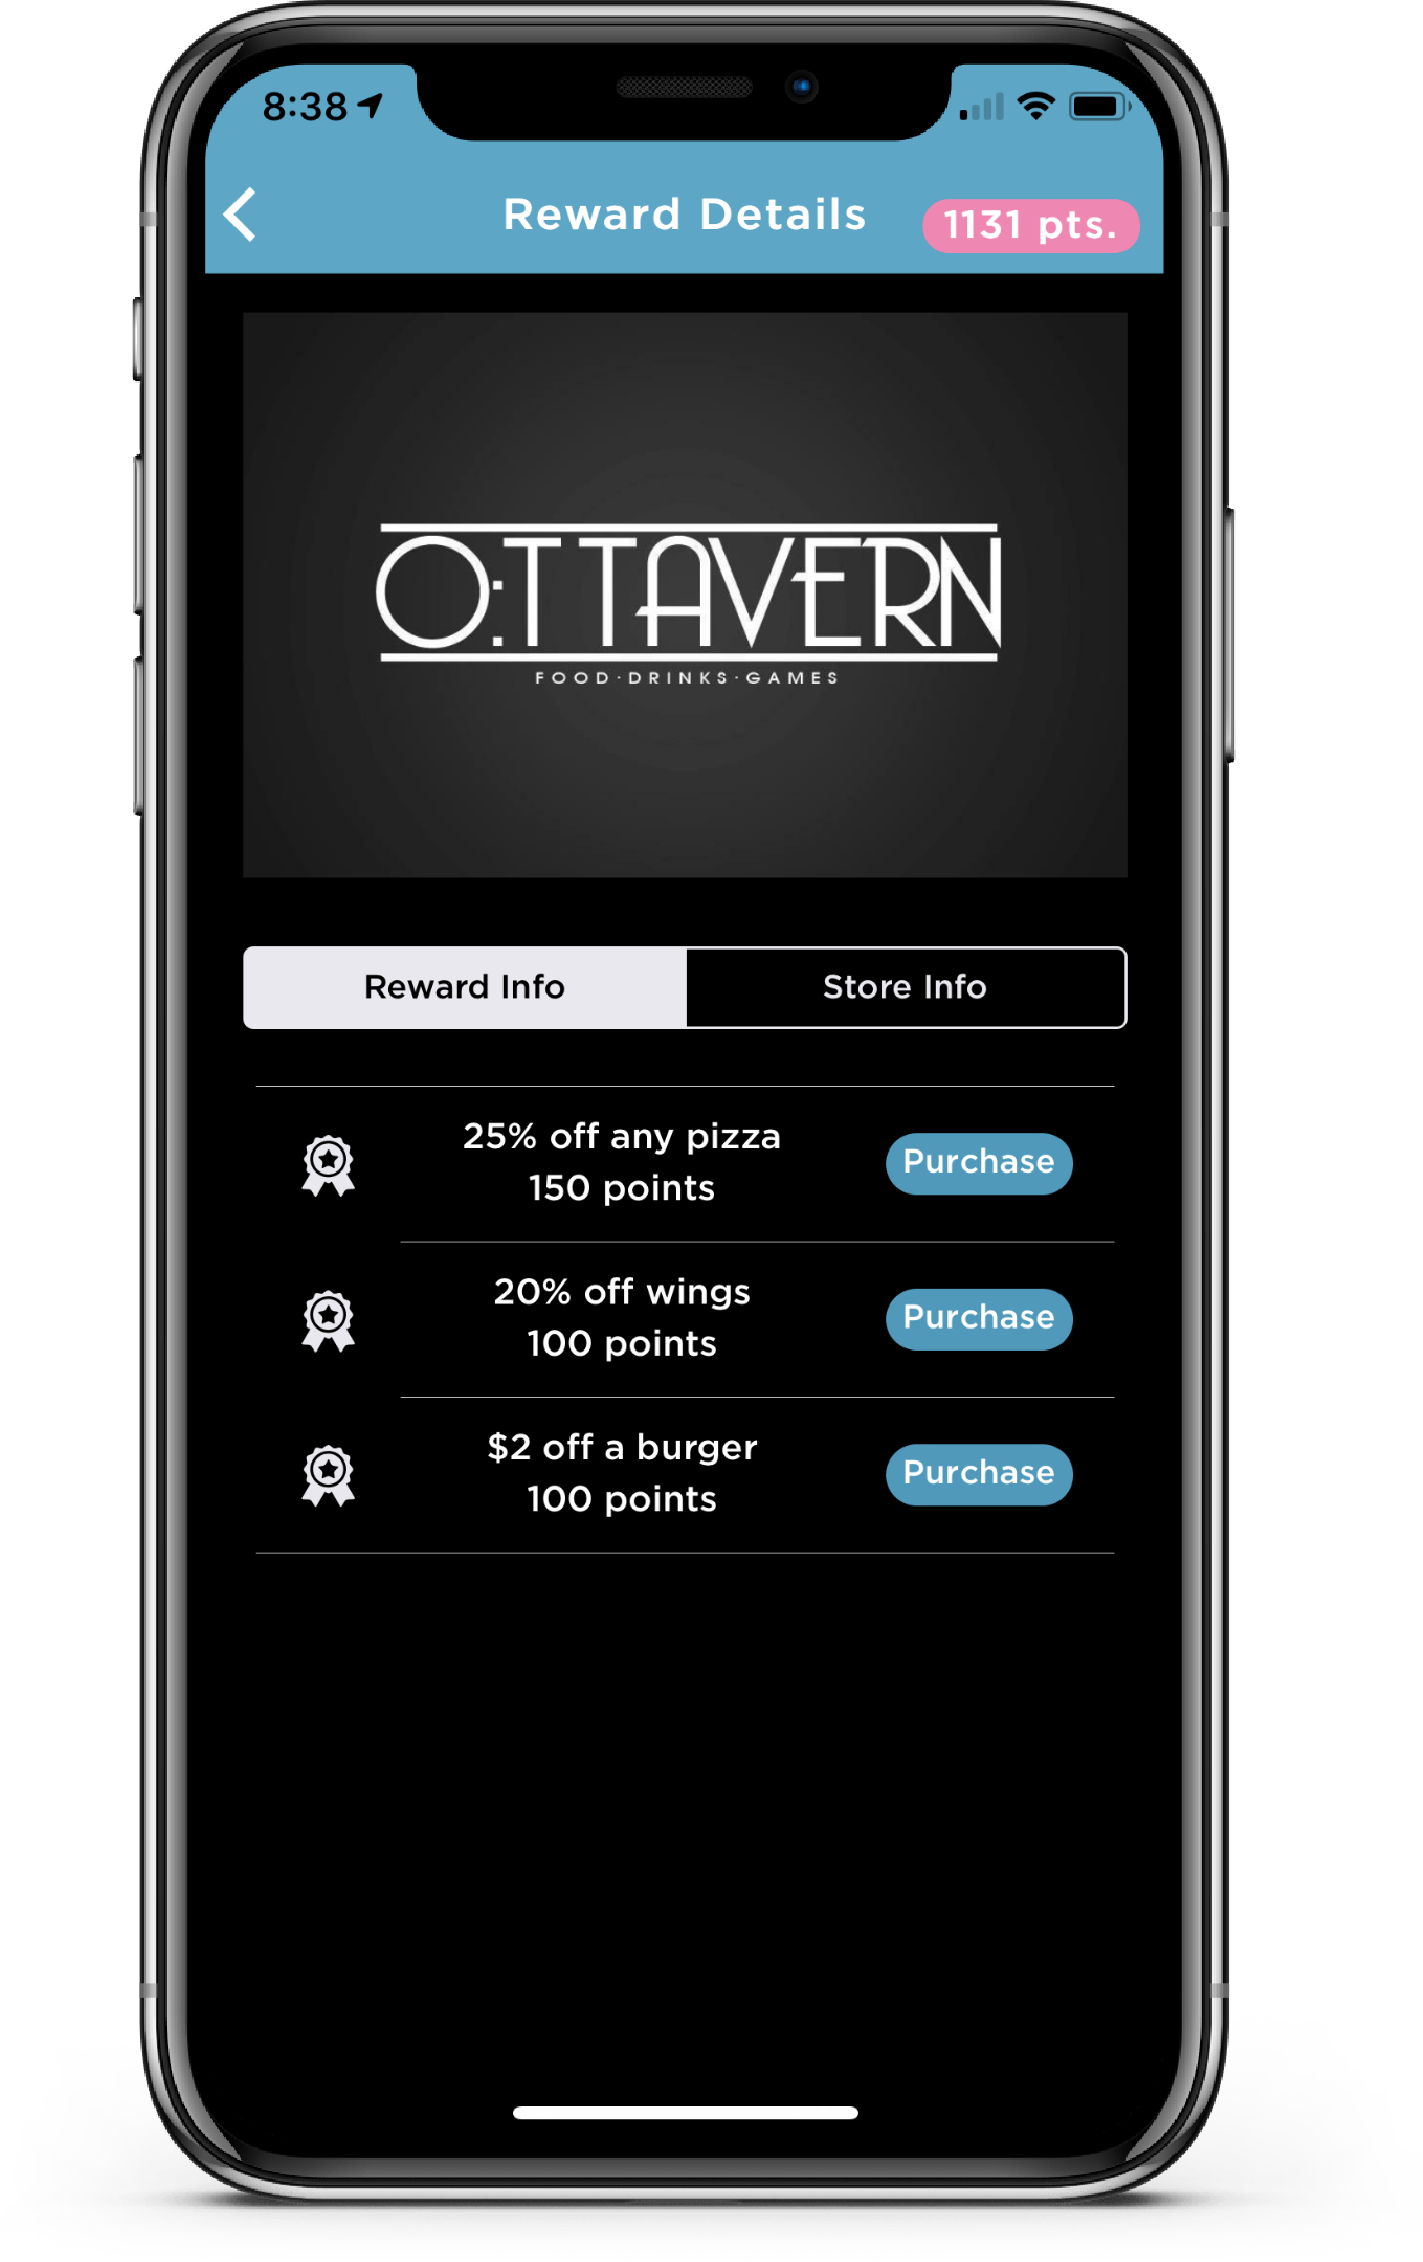 8:38
Reward Details
1131 pts.
O:TTAVERN
FOOD·DRINKS·GAMES
Reward Info
Store Info
25% off any pizza
150 points
Purchase
20% off wings
100 points
Purchase
$2 off a burger
100 points
Purchase